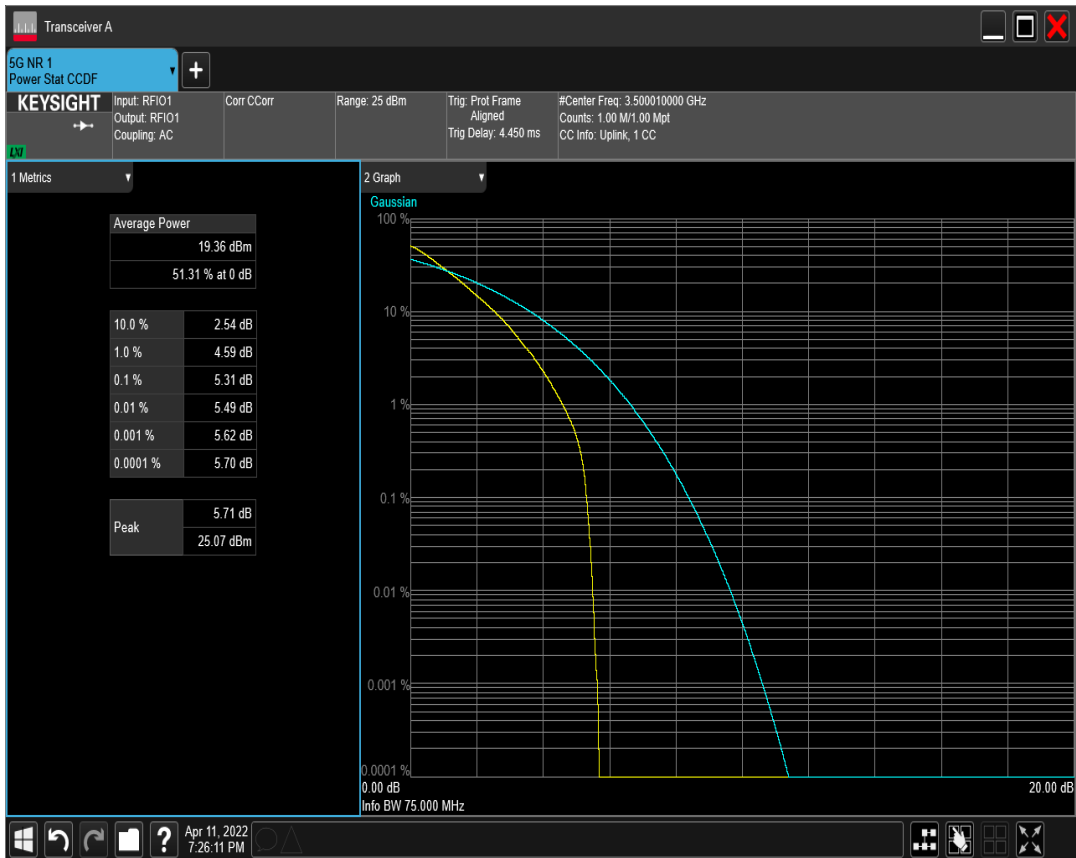 Transceiver A
5G NR 1
Power Stat CCDF
+
KEYSIGHT
LXI
Input: RFIO1
Output: RFIO1
Coupling: AC
Corr CCorr
Range: 25 dBm
Trig: Prot Frame
Aligned
Trig Delay: 4.450 ms
#Center Freq: 3.500010000 GHz
Counts: 1.00 M/1.00 Mpt
CC Info: Uplink, 1 CC
1 Metrics
Average Power
19.36 dBm
51.31 % at 0 dB
10.0 % 2.54 dB
1.0 % 4.59 dB
0.1 % 5.31 dB
0.01 % 5.49 dB
0.001 % 5.62 dB
0.0001 % 5.70 dB
Peak
5.71 dB
25.07 dBm
2 Graph
Gaussian
100 %
10 %
1 %
0.1 %
0.01 %
0.001 %
0.0001 %
0.00 dB 20.00 dB
Info BW 75.000 MHz
?
Apr 11, 2022
7:26:11 PM